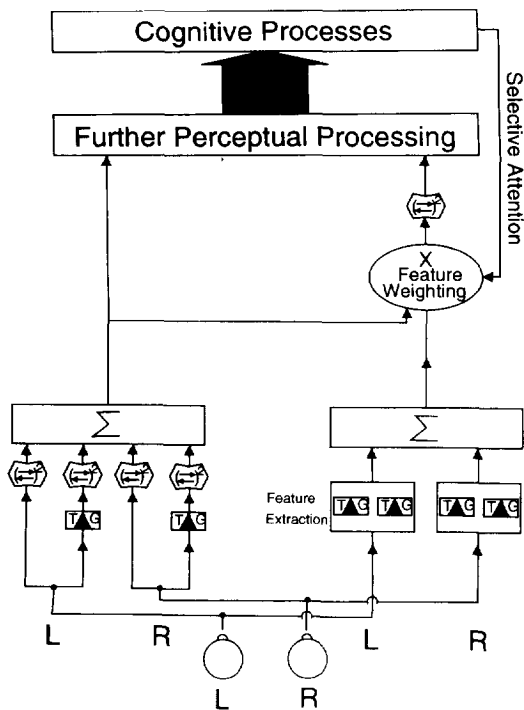 Cognitive Processes
Selective Attention
Further Perceptual Processing
X
Feature
Weighting
Σ
Σ
Feature
Extraction
T G T G
T G T G
T G
T G
L
R
L
R
L
R